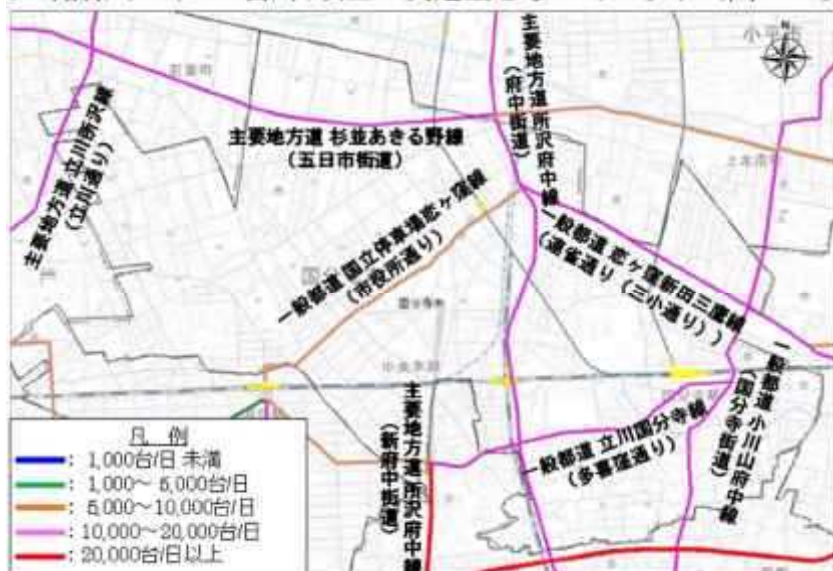 小平市
主要地方道 所沢府中線
(府中街道)
主要地方道 立川所沢線
(立川通り)
主要地方道 杉並あきる野線
(五日市街道)
一般都道 国立停車場恋ヶ窪線
(市役所通り)
一般都道 恋ヶ窪新田三鷹線
(連雀通り(三小通り))
中央本線
主要地方道 所沢府中線
(新府中街道)
一般都道 立川国分寺線
(多喜窪通り)
一般都道 小川山府中線
(国分寺街道)
凡 例
: 1,000台/日 未満
: 1,000～ 5,000台/日
: 5,000～10,000台/日
: 10,000～20,000台/日
: 20,000台/日以上